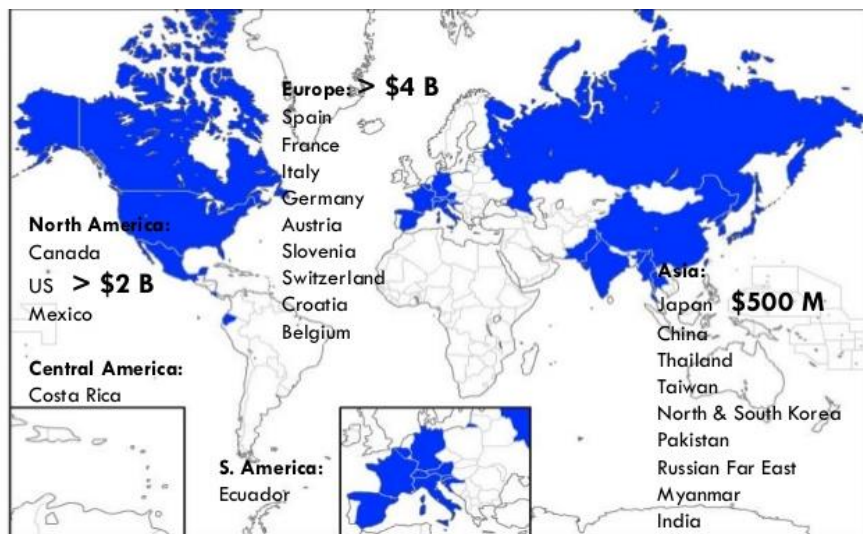 Europe: > $4 B
Spain
France
Italy
Germany
Austria
Slovenia
Switzerland
Croatia
Belgium
North America:
Canada
US > $2 B
Mexico
Central America:
Costa Rica
S. America:
Ecuador
Asia:
Japan $500 M
China
Thailand
Taiwan
North & South Korea
Pakistan
Russian Far East
Myanmar
India